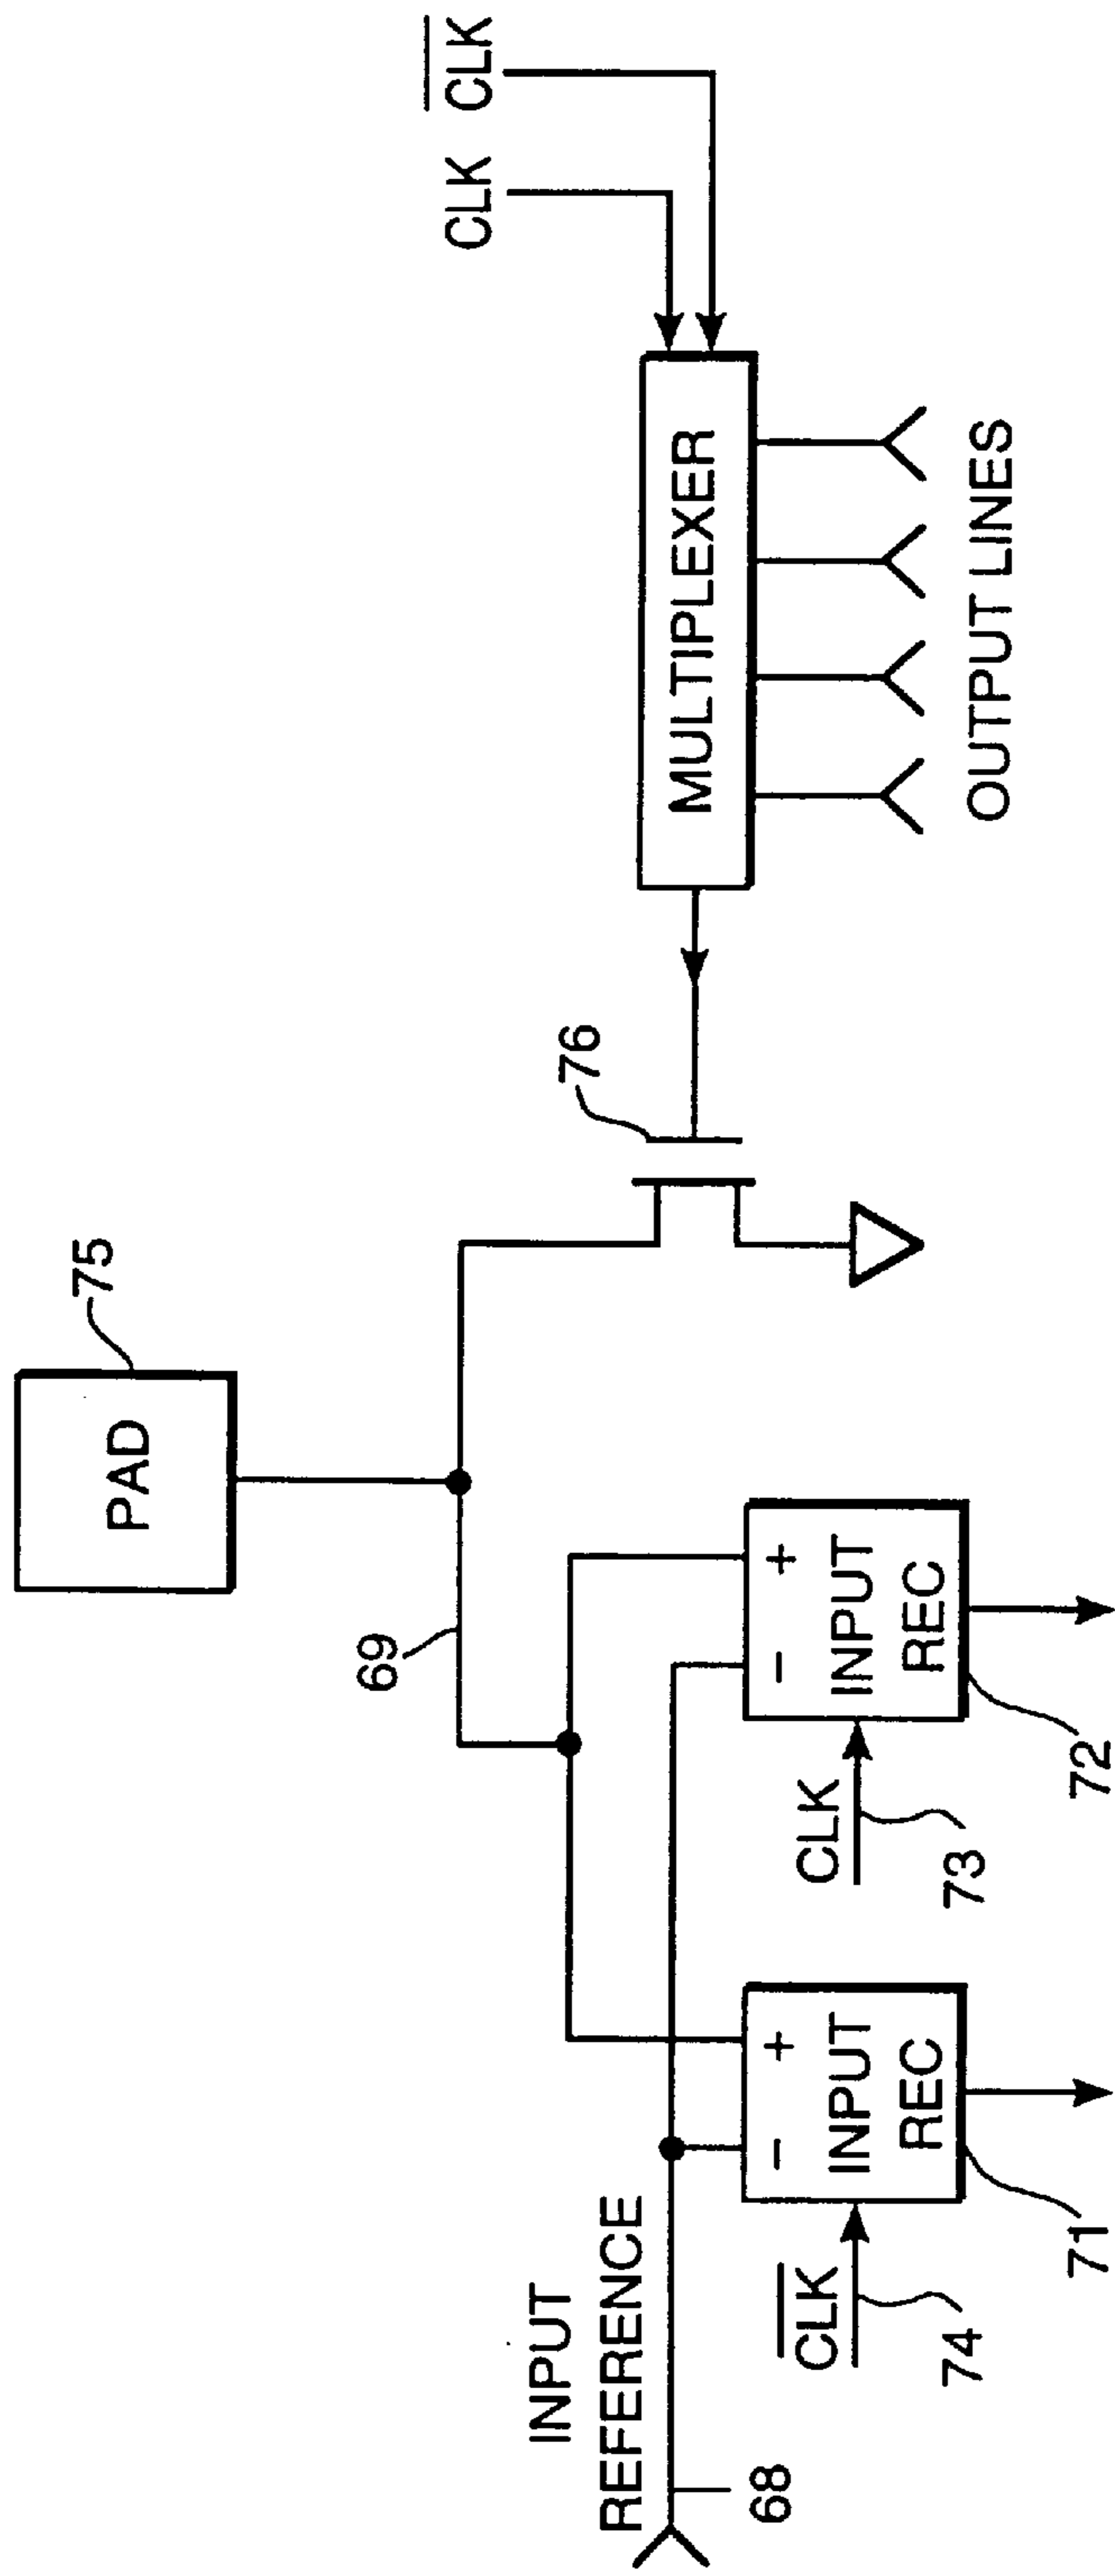 PAD
75
69
76
CLK
CLK
MULTIPLEXER
OUTPUT LINES
INPUT
REFERENCE
68
- +
INPUT
REC
71
CLK
74
- +
INPUT
REC
72
CLK
73